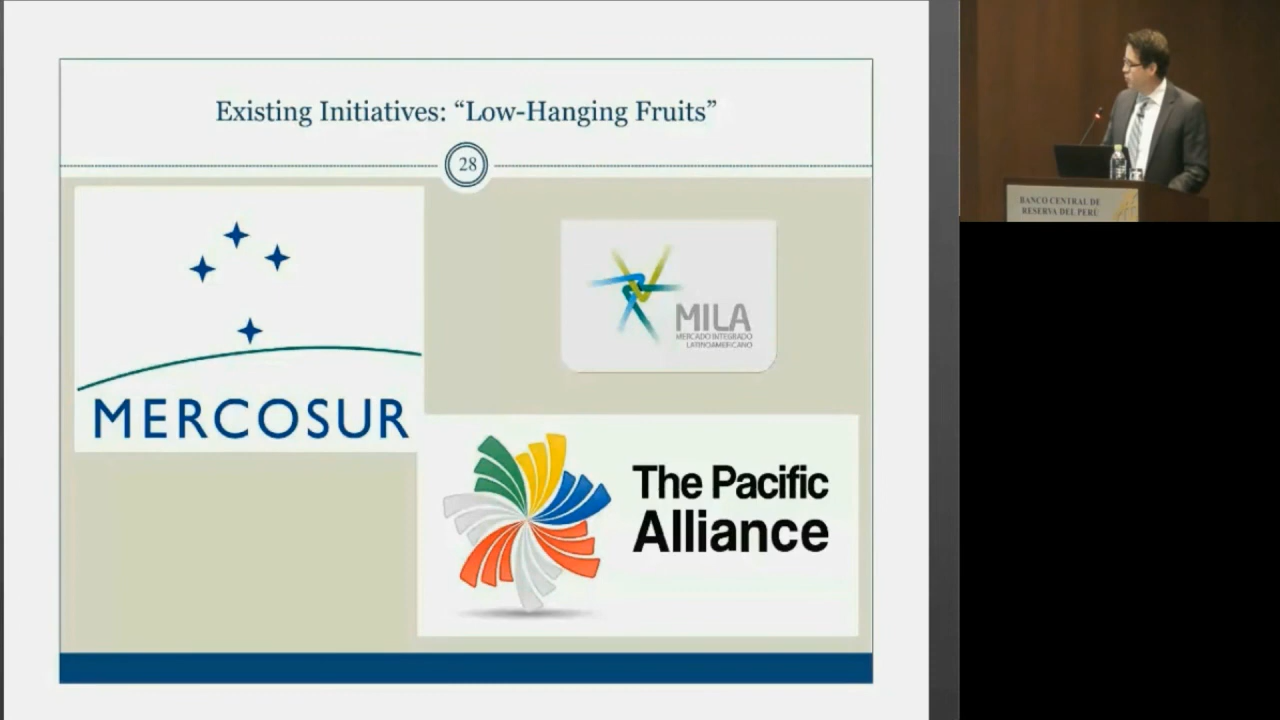 Existing Initiatives: “Low-Hanging Fruits”
28
MERCOSUR
MILA
MERCADO INTEGRADO
LATINOAMERICANO
The Pacific
Alliance
BANCO CENTRAL DE
RESERVA DEL PERÚ